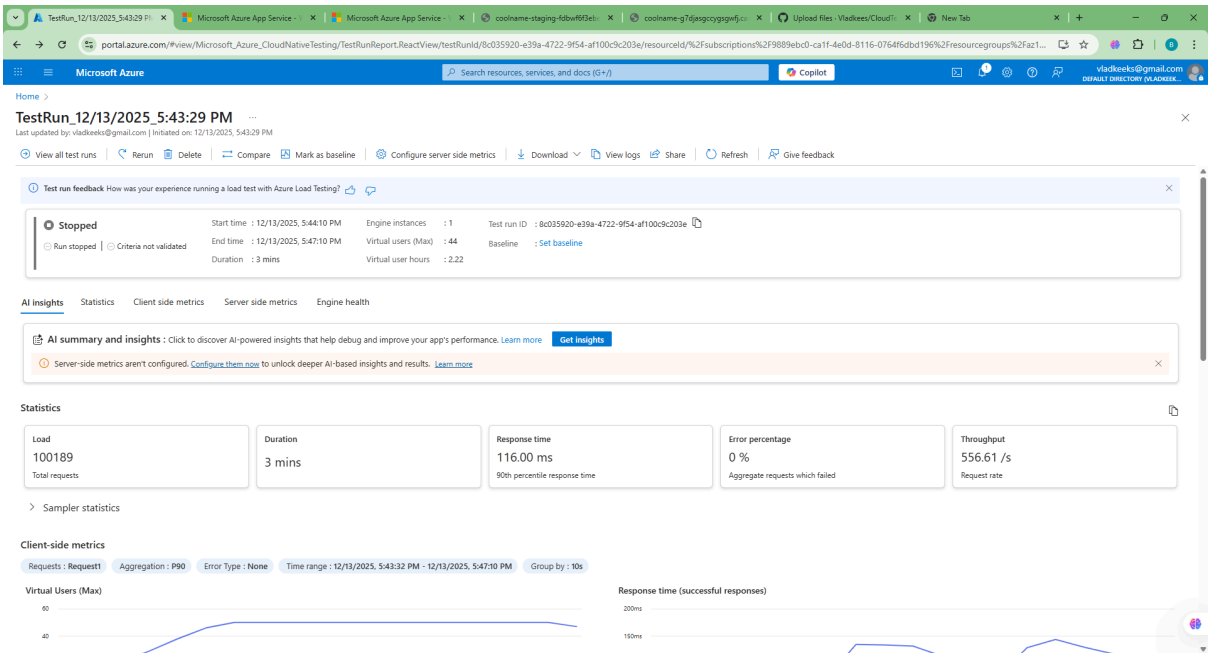 TestRun_12/13/2025_5:43:29 P
Microsoft Azure App Service -
Microsoft Azure App Service -
coolname-staging-fdbwf6f3eb
coolname-g7djasgccygsgwfj.ca
Upload files · Vladkees/CloudT
New Tab
portal.azure.com/#view/Microsoft_Azure_CloudNativeTesting/TestRunReport.ReactView/testRunId/8c035920-e39a-4722-9f54-af100c9c203e/resourceId/%2Fsubscriptions%2F9889ebc0-ca1f-4e0d-8116-0764f6dbd196%2Fresourcegroups%2Faz1...
B
Microsoft Azure
Search resources, services, and docs (G+/)
Copilot
1
vladkeeks@gmail.com
DEFAULT DIRECTORY (VLADKEEK...
Home >
TestRun_12/13/2025_5:43:29 PM ...
Last updated by: vladkeeks@gmail.com | Initiated on: 12/13/2025, 5:43:29 PM
View all test runs Rerun Delete Compare Mark as baseline Configure server side metrics Download View logs Share Refresh Give feedback
Test run feedback How was your experience running a load test with Azure Load Testing?
Stopped
Run stopped | Criteria not validated
Start time : 12/13/2025, 5:44:10 PM
End time : 12/13/2025, 5:47:10 PM
Duration : 3 mins
Engine instances : 1
Virtual users (Max) : 44
Virtual user hours : 2.22
Test run ID : 8c035920-e39a-4722-9f54-af100c9c203e
Baseline : Set baseline
AI insights Statistics Client side metrics Server side metrics Engine health
AI summary and insights : Click to discover AI-powered insights that help debug and improve your app's performance. Learn more Get insights
Server-side metrics aren't configured. Configure them now to unlock deeper AI-based insights and results. Learn more
Statistics
Load
100189
Total requests
Duration
3 mins
Response time
116.00 ms
90th percentile response time
Error percentage
0 %
Aggregate requests which failed
Throughput
556.61 /s
Request rate
Sampler statistics
Client-side metrics
Requests : Request1 Aggregation : P90 Error Type : None Time range : 12/13/2025, 5:43:32 PM - 12/13/2025, 5:47:10 PM Group by : 10s
Virtual Users (Max)
60
40
Response time (successful responses)
200ms
150ms